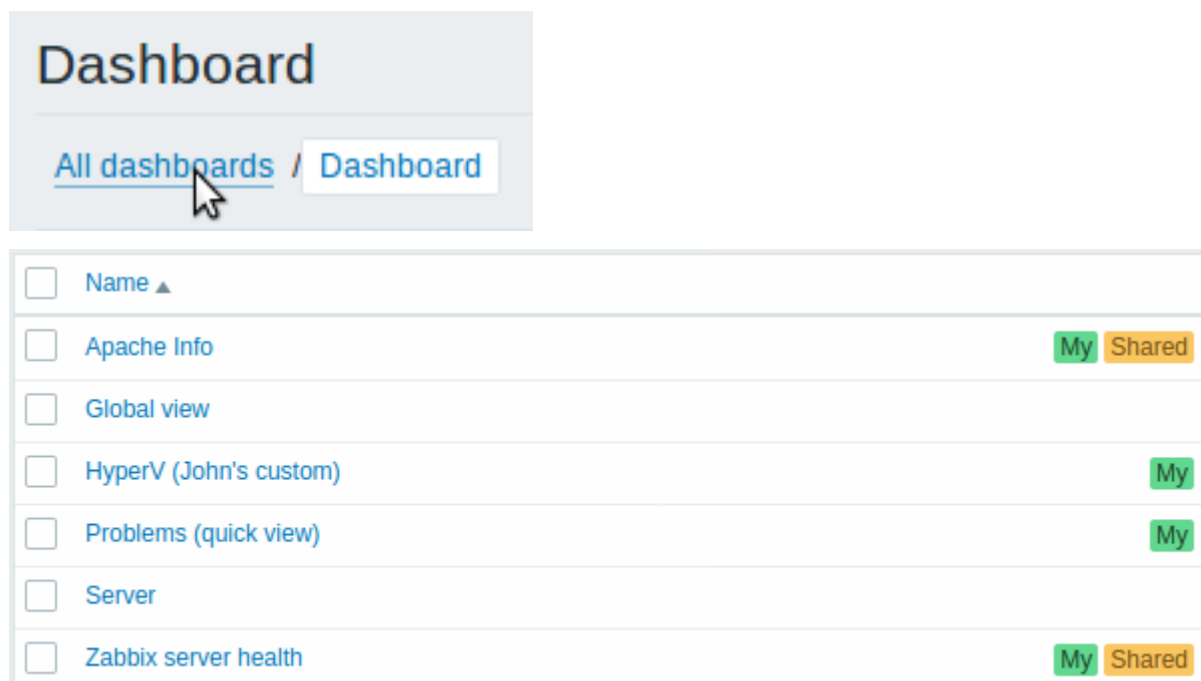 Dashboard
All dashboards / Dashboard
Name ▲
Apache Info My Shared
Global view
HyperV (John's custom) My
Problems (quick view) My
Server
Zabbix server health My Shared